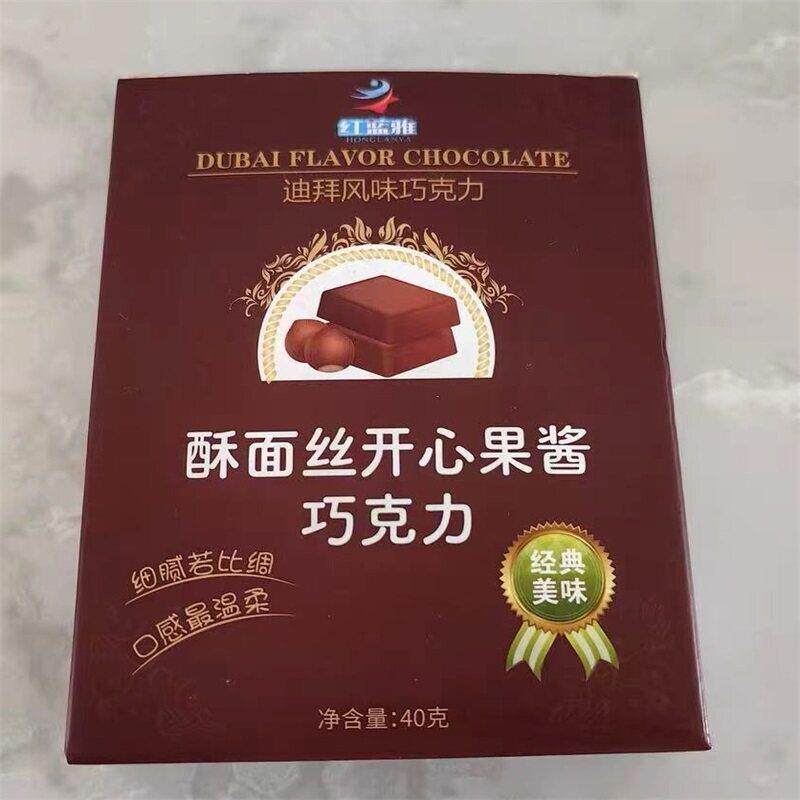 红蓝雅
HONGLANYA
DUBAI FLAVOR CHOCOLATE
迪拜风味巧克力
酥面丝开心果酱
巧克力
细腻若比绸
口感最温柔
经典
美味
净含量:40克